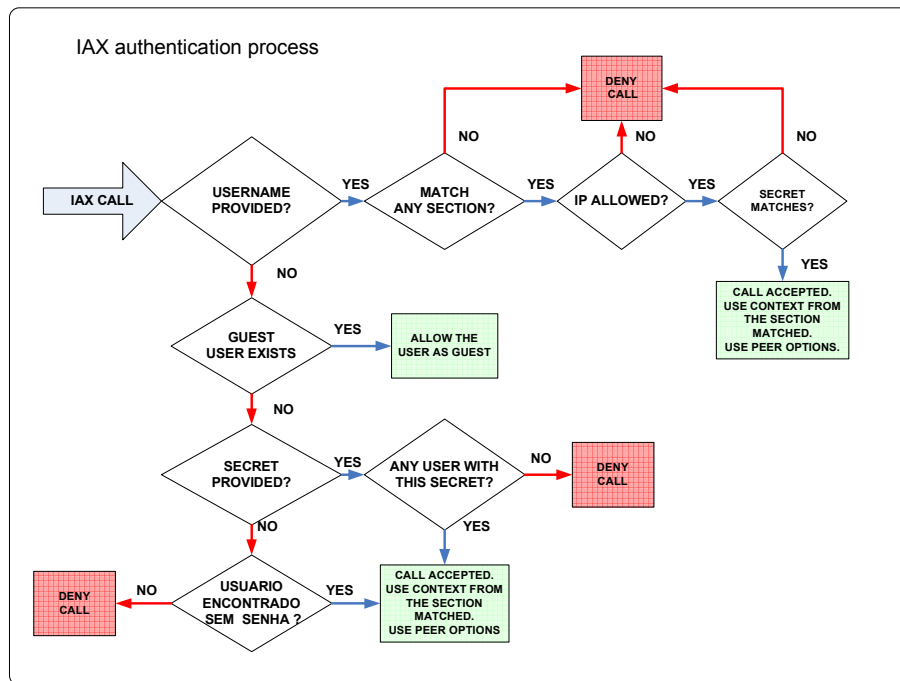 IAX authentication process
DENY
CALL
NO
NO
NO
IAX CALL
USERNAME
PROVIDED?
YES
MATCH
ANY SECTION?
YES
IP ALLOWED?
YES
SECRET
MATCHES?
NO
YES
CALL ACCEPTED.
USE CONTEXT FROM
THE SECTION
MATCHED.
USE PEER OPTIONS.
GUEST
USER EXISTS
YES
ALLOW THE
USER AS GUEST
NO
SECRET
PROVIDED?
YES
ANY USER WITH
THIS SECRET?
NO
DENY
CALL
NO
YES
DENY
CALL
NO
USUARIO
ENCONTRADO
SEM SENHA ?
YES
CALL ACCEPTED.
USE CONTEXT FROM
THE SECTION
MATCHED.
USE PEER OPTIONS